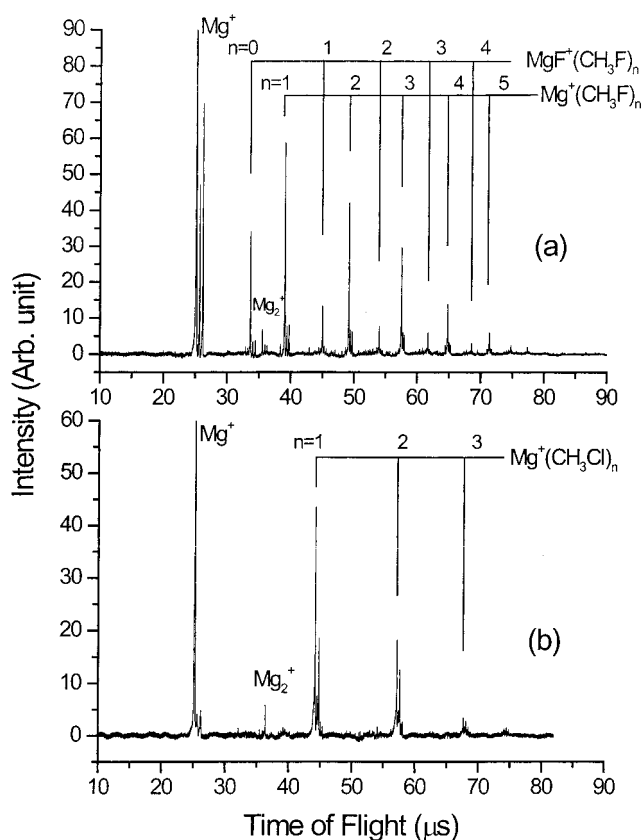 Mg⁺
n=0 1 2 3 4 MgF⁺(CH₃F)ₙ
n=1 2 3 4 5 Mg⁺(CH₃F)ₙ
Mg₂⁺
(a)
90
80
70
60
50
40
30
20
10
0
10 20 30 40 50 60 70 80 90
Intensity (Arb. unit)
Mg⁺
n=1 2 3 Mg⁺(CH₃Cl)ₙ
Mg₂⁺
(b)
60
50
40
30
20
10
0
10 20 30 40 50 60 70 80 90
Time of Flight (μs)